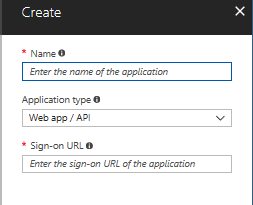 Create
* Name
Enter the name of the application
Application type
Web app / API
* Sign-on URL
Enter the sign-on URL of the application